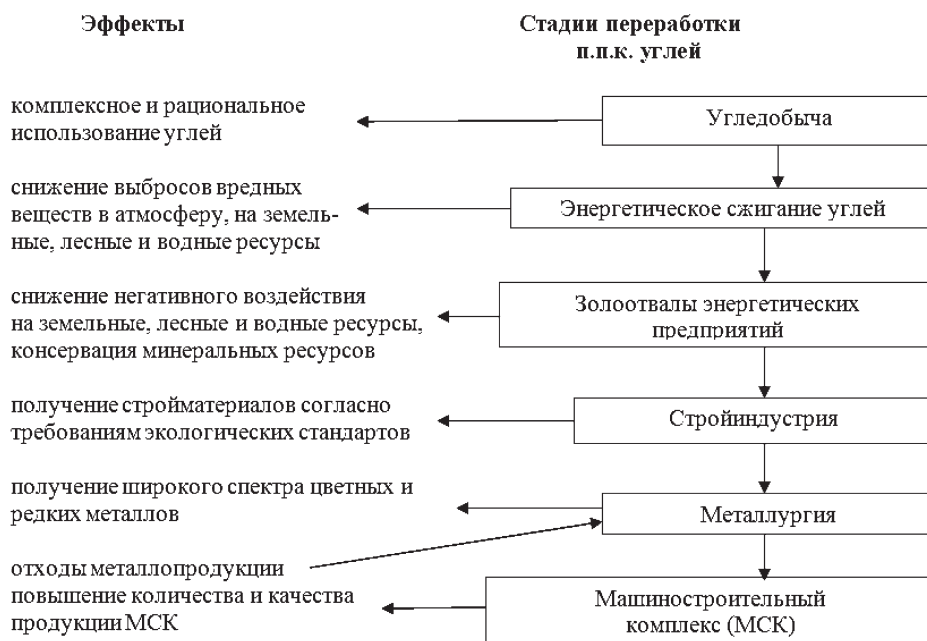 Эффекты
Стадии переработки
п.п.к. углей
комплексное и рациональное
использование углей
Угледобыча
снижение выбросов вредных
веществ в атмосферу, на земель-
ные, лесные и водные ресурсы
Энергетическое сжигание углей
снижение негативного воздействия
на земельные, лесные и водные ресурсы,
консервация минеральных ресурсов
Золоотвалы энергетических
предприятий
получение стройматериалов согласно
требованиям экологических стандартов
Стройиндустрия
получение широкого спектра цветных и
редких металлов
Металлургия
отходы металлопродукции
повышение количества и качества
продукции МСК
Машиностроительный
комплекс (МСК)